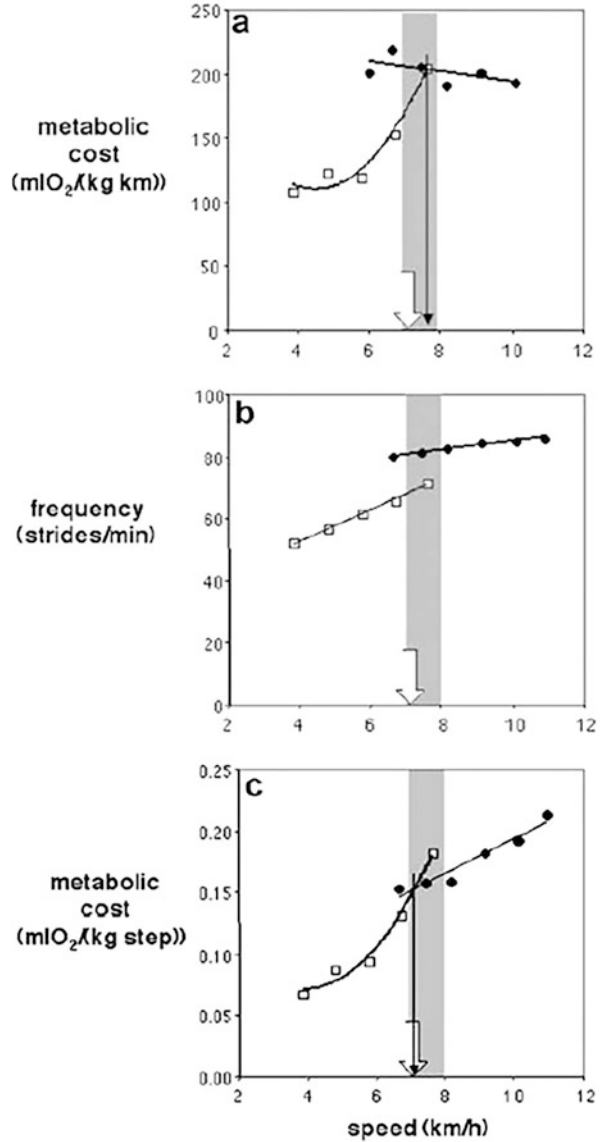 a
250
200
150
100
50
0
metabolic
cost
(mlO2/(kg km))
2 4 6 8 10 12
b
100
80
60
40
20
0
frequency
(strides/min)
2 4 6 8 10 12
c
0.25
0.20
0.15
0.10
0.05
0.00
metabolic
cost
(mlO2/(kg step))
2 4 6 8 10 12
speed (km/h)